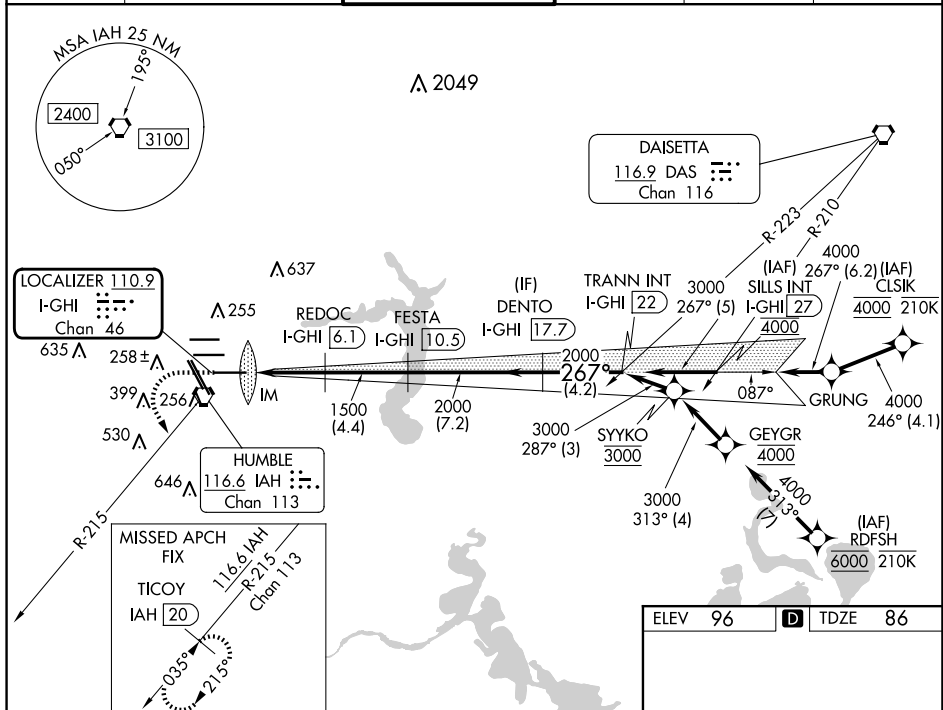 MSA IAH 25 NM
195°
2400
3100
050°
2049
DAISETTA
116.9 DAS
Chan 116
R-223
R-210
LOCALIZER 110.9
I-GHI
Chan 46
637
255
635
258±
399
256
530
646
IM
REDOC
I-GHI 6.1
FESTA
I-GHI 10.5
(IF)
DENTO
I-GHI 17.7
TRANN INT
I-GHI 22
3000
267° (5)
(IAF)
SILLS INT
I-GHI 27
4000
4000
267° (6.2)
(IAF)
CLSIK
4000 210K
2000
267°
(4.2)
1500
(4.4)
2000
(7.2)
087°
GRUNG
4000
246° (4.1)
3000
287° (3)
SYYKO
3000
GEYGR
4000
3000
313° (4)
4000
313°
(7)
(IAF)
RDFSH
6000 210K
HUMBLE
116.6 IAH
Chan 113
R-215
MISSED APCH
FIX
TICOY
IAH 20
116.6 IAH
R-215
Chan 113
035°
215°
ELEV 96 D TDZE 86